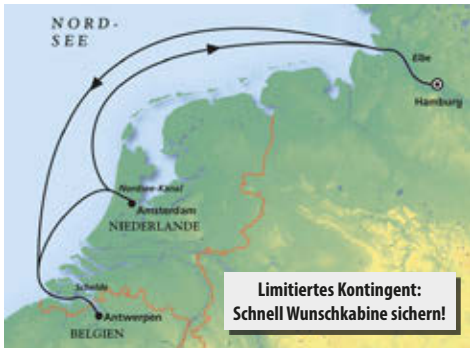 NORD-
SEE
Elbe
Hamburg
Nordsee-Kanal
Amsterdam
NIEDERLANDE
Schelde
Antwerpen
BELGIEN
Limitiertes Kontingent:
Schnell Wunschkabine sichern!